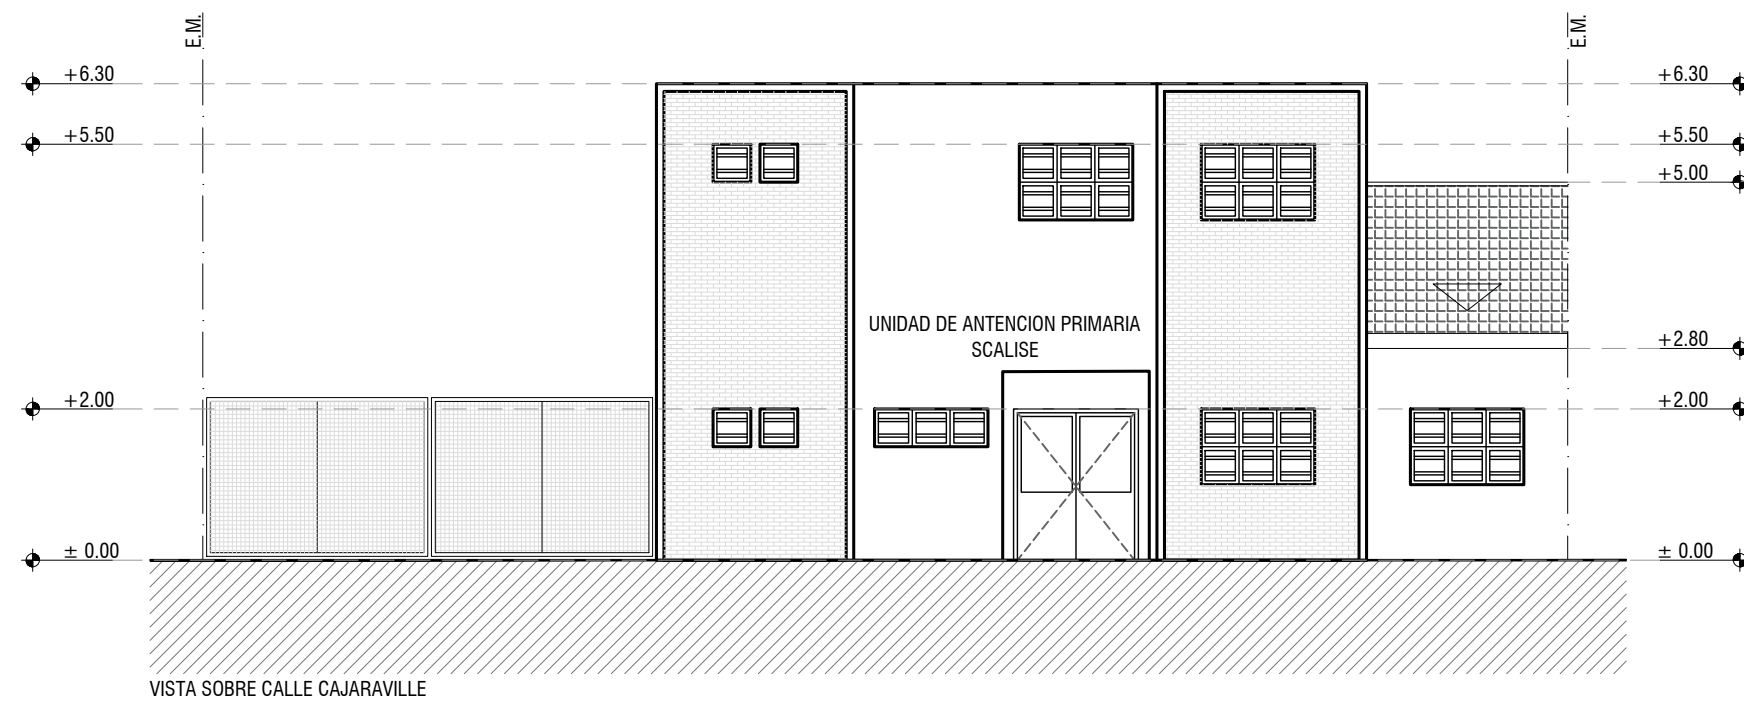 E.M.
E.M.
+6.30
+6.30
+5.50
+5.50
+5.00
UNIDAD DE ANTENCION PRIMARIA
SCALISE
+2.80
+2.00
+2.00
± 0.00
± 0.00
VISTA SOBRE CALLE CAJARAVILLE